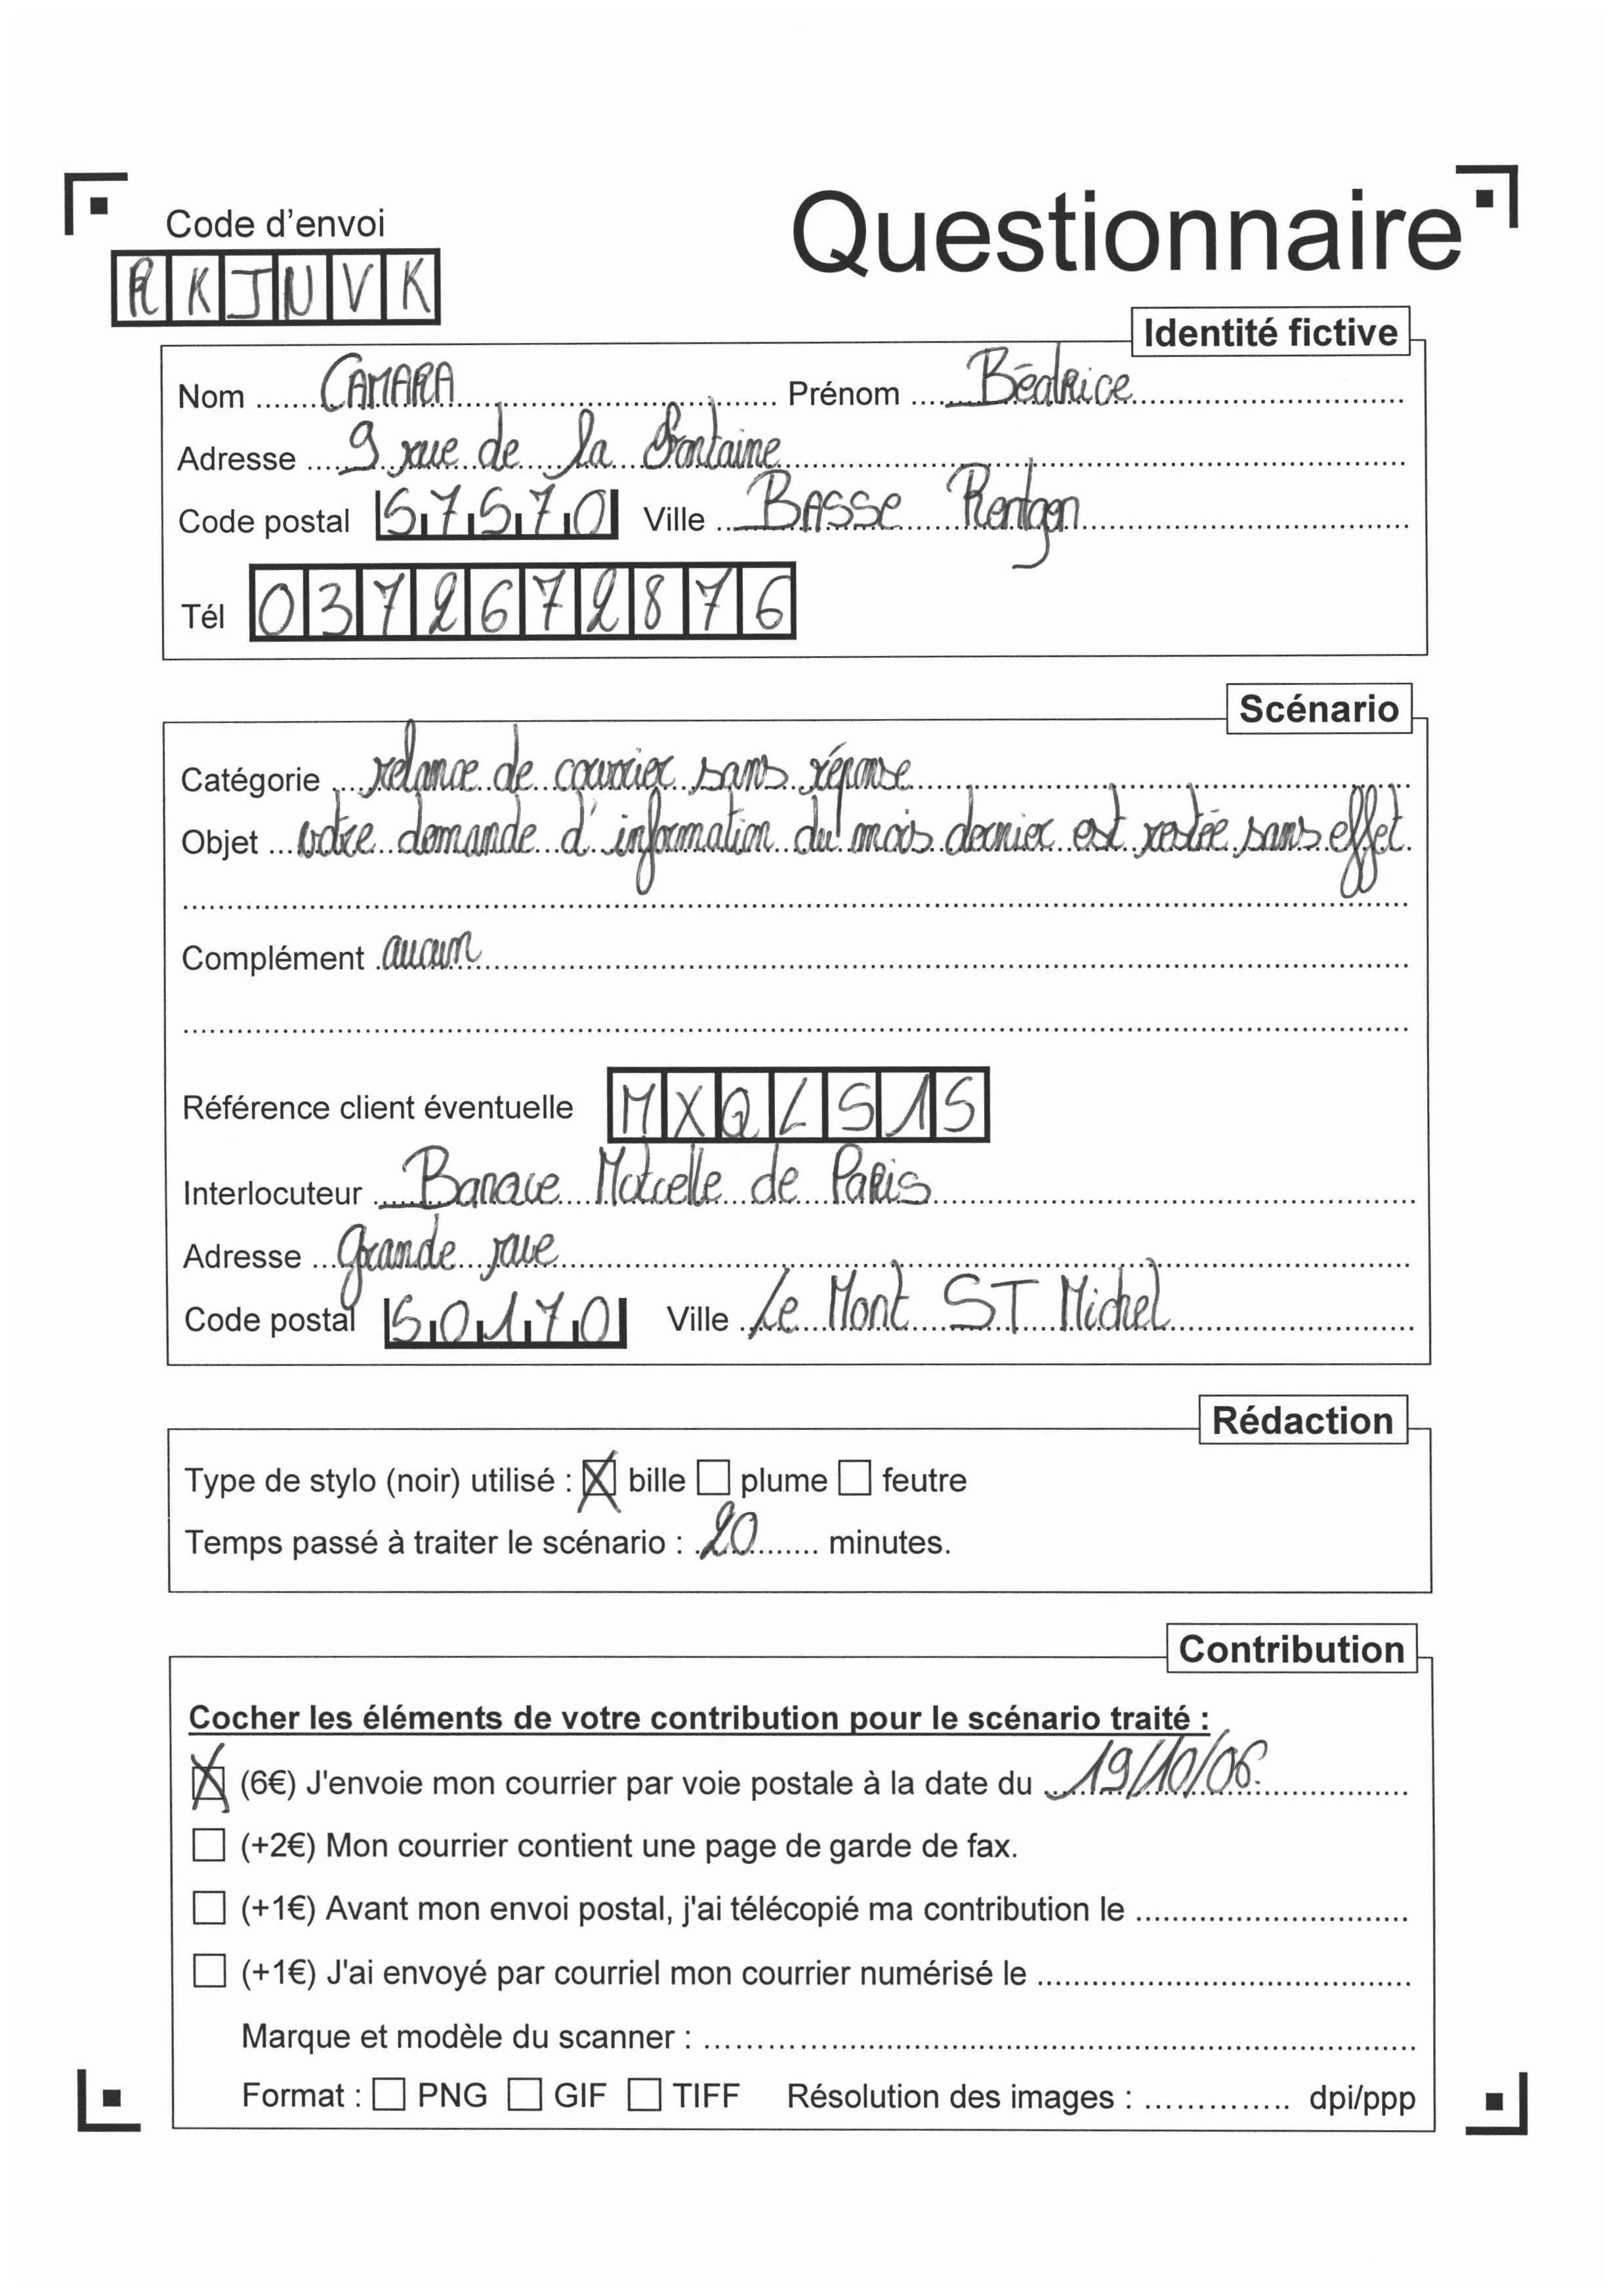 Code d'envoi
Questionnaire
RKJNVK
Identité fictive
Nom CAMARA Prénom Béatrice
Adresse 9 rue de la Fontaine
Code postal 57570 Ville BASSE Rentgen
Tél 0372672876
Scénario
Catégorie relance de courrier sans réponse
Objet votre demande d'information du mois dernier est restée sans effet
Complément aucun
Référence client éventuelle MXQLS15
Interlocuteur Banque Mutuelle de PARis
Adresse Grande rue
Code postal 50170 Ville Le Mont ST Michel
Rédaction
Type de stylo (noir) utilisé : ☒ bille ☐ plume ☐ feutre
Temps passé à traiter le scénario : 20 minutes.
Contribution
Cocher les éléments de votre contribution pour le scénario traité :
☒ (6€) J'envoie mon courrier par voie postale à la date du 19/10/06.
☐ (+2€) Mon courrier contient une page de garde de fax.
☐ (+1€) Avant mon envoi postal, j'ai télécopié ma contribution le
☐ (+1€) J'ai envoyé par courriel mon courrier numérisé le
Marque et modèle du scanner :
Format : ☐ PNG ☐ GIF ☐ TIFF Résolution des images : dpi/ppp